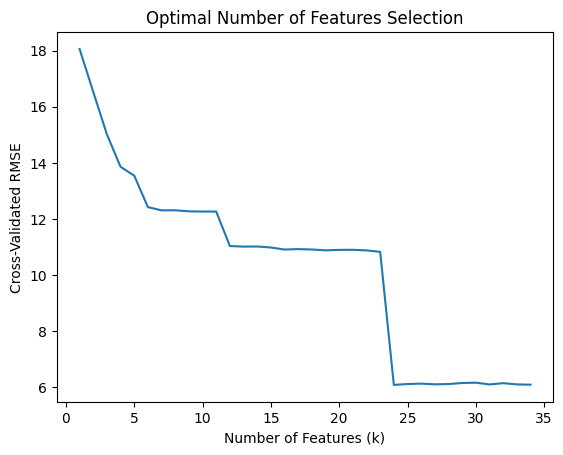 Optimal Number of Features Selection
18
16
14
12
10
8
6
Cross-Validated RMSE
0 5 10 15 20 25 30 35
Number of Features (k)